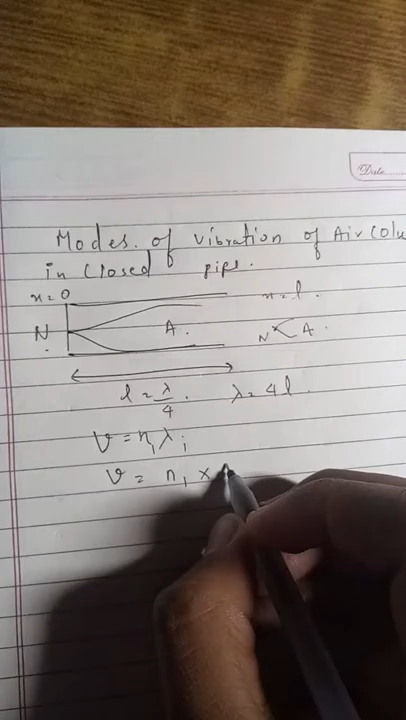 Date........
Modes. of Vibration of Air Colu
in Closed pipe.
x=0 x=l.
N A. N < A.
l = λ/4. λ = 4l.
v = n₁λ₁
v = n₁ ×